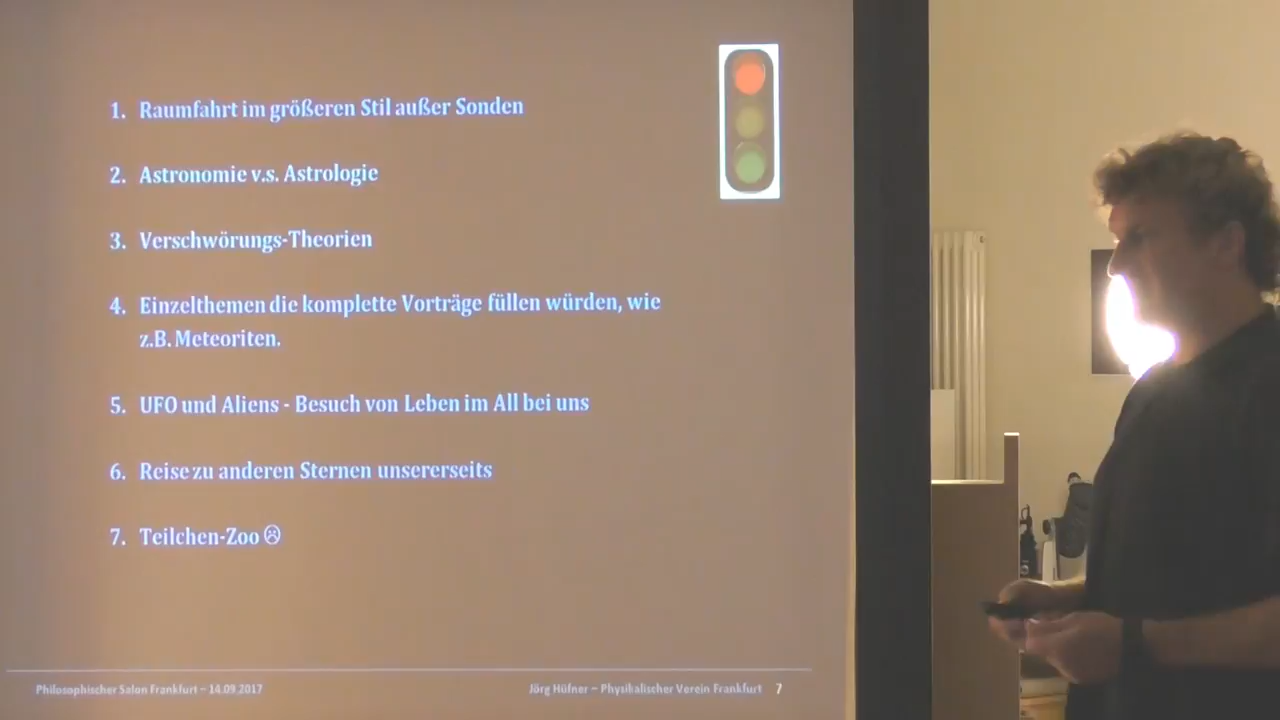 1. Raumfahrt im größeren Stil außer Sonden
2. Astronomie v.s. Astrologie
3. Verschwörungs-Theorien
4. Einzelthemen die komplette Vorträge füllen würden, wie
z.B. Meteoriten.
5. UFO und Aliens - Besuch von Leben im All bei uns
6. Reise zu anderen Sternen unsererseits
7. Teilchen-Zoo ☹
Philosophischer Salon Frankfurt – 14.09.2017
Jörg Hüfner – Physikalischer Verein Frankfurt 7